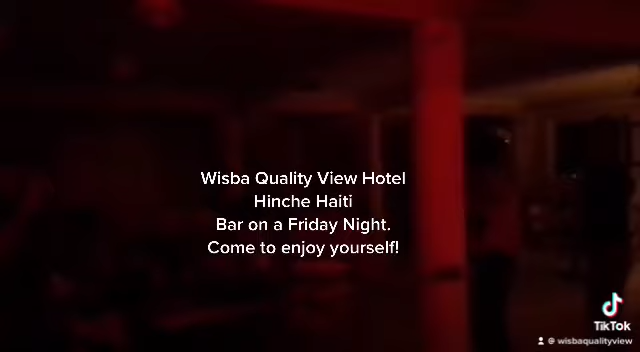 Wisba Quality View Hotel
Hinche Haiti
Bar on a Friday Night.
Come to enjoy yourself!
TikTok
@ wisbaqualityview